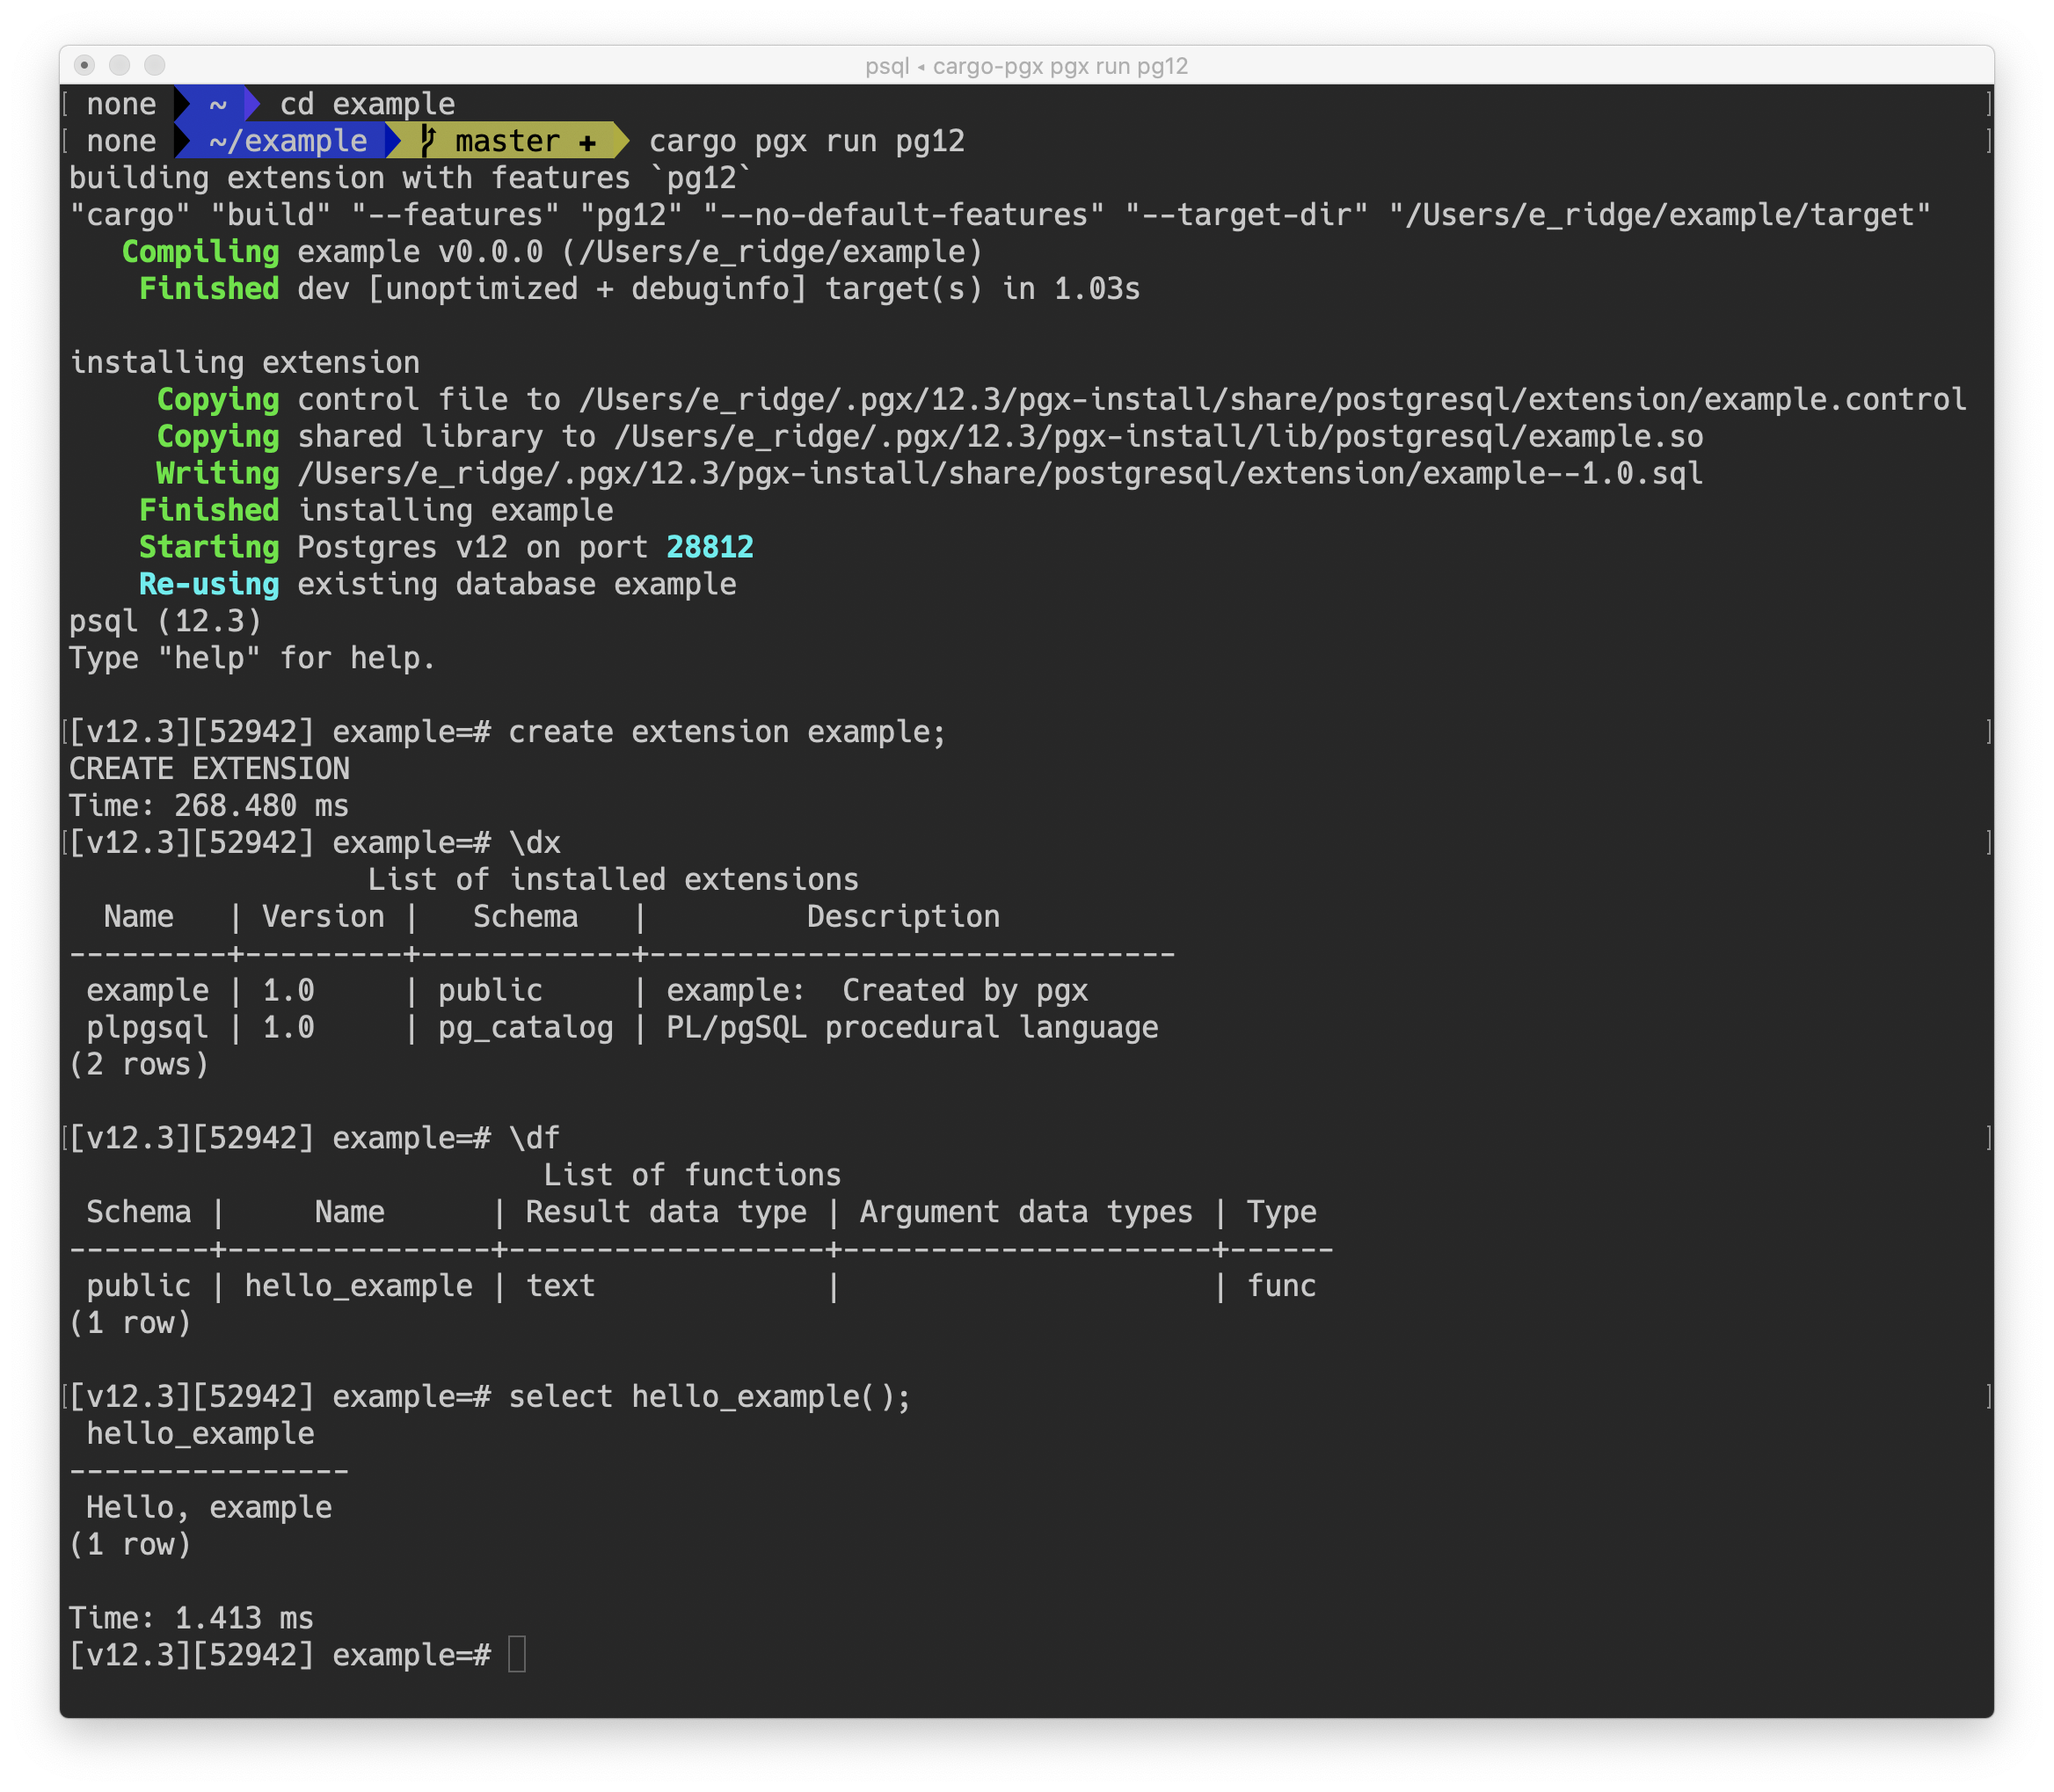 psql ◂ cargo-pgx pgx run pg12
[ none  ~  cd example ]
[ none  ~/example  master ✚  cargo pgx run pg12 ]
building extension with features `pg12`
"cargo" "build" "--features" "pg12" "--no-default-features" "--target-dir" "/Users/e_ridge/example/target"
   Compiling example v0.0.0 (/Users/e_ridge/example)
    Finished dev [unoptimized + debuginfo] target(s) in 1.03s
installing extension
     Copying control file to /Users/e_ridge/.pgx/12.3/pgx-install/share/postgresql/extension/example.control
     Copying shared library to /Users/e_ridge/.pgx/12.3/pgx-install/lib/postgresql/example.so
     Writing /Users/e_ridge/.pgx/12.3/pgx-install/share/postgresql/extension/example--1.0.sql
    Finished installing example
    Starting Postgres v12 on port 28812
    Re-using existing database example
psql (12.3)
Type "help" for help.
[[v12.3][52942] example=# create extension example; ]
CREATE EXTENSION
Time: 268.480 ms
[[v12.3][52942] example=# \dx ]
                 List of installed extensions
  Name   | Version |   Schema   |         Description
---------+---------+------------+------------------------------
 example | 1.0     | public     | example:  Created by pgx
 plpgsql | 1.0     | pg_catalog | PL/pgSQL procedural language
(2 rows)
[[v12.3][52942] example=# \df ]
                           List of functions
 Schema |     Name      | Result data type | Argument data types | Type
--------+---------------+------------------+---------------------+------
 public | hello_example | text             |                     | func
(1 row)
[[v12.3][52942] example=# select hello_example(); ]
 hello_example
----------------
 Hello, example
(1 row)
Time: 1.413 ms
[v12.3][52942] example=#